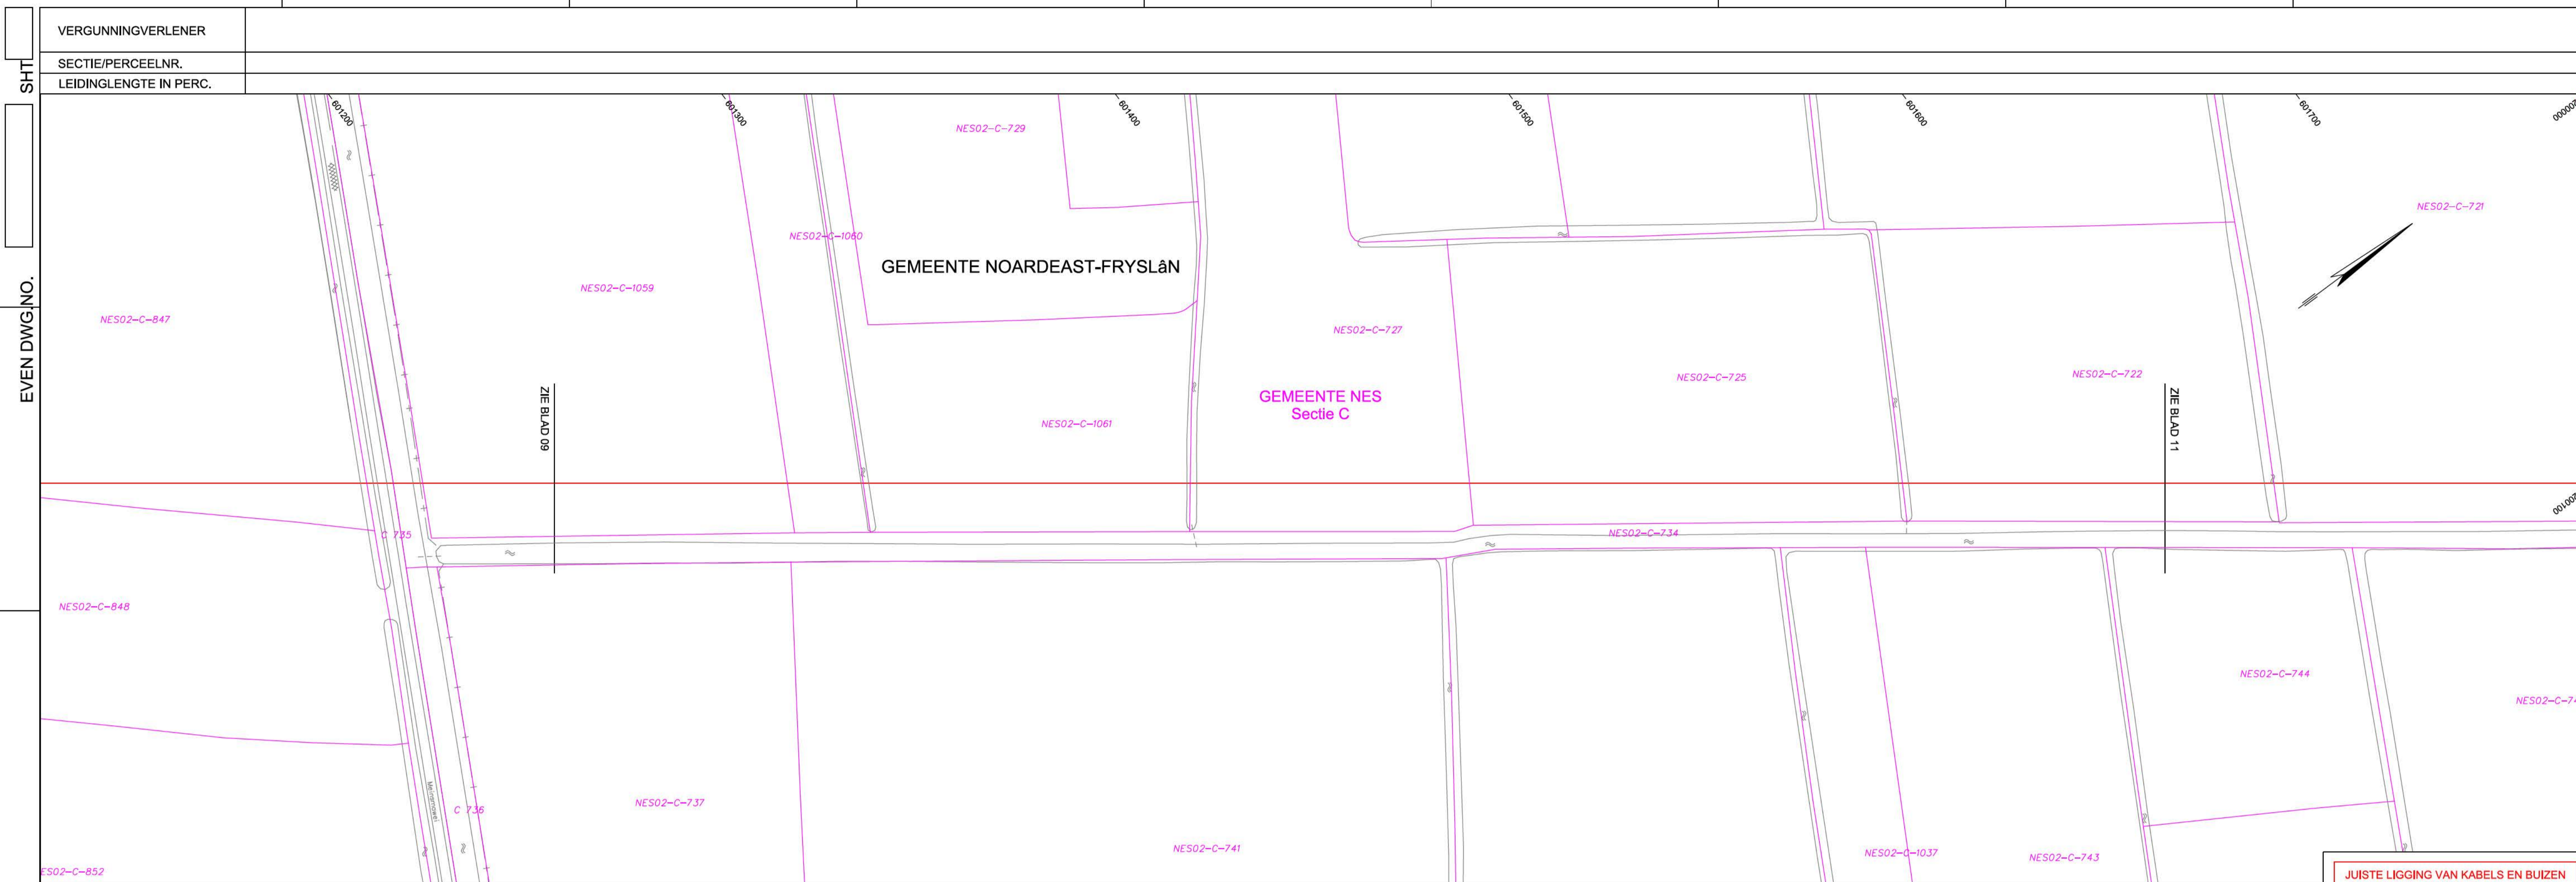 VERGUNNINGVERLENER
SECTIE/PERCEELNR.
LEIDINGLENGTE IN PERC.
SHT
EVEN DWG.NO.
601200
601300
601400
601500
601600
601700
NES02-C-729
NES02-C-721
NES02-C-1060
GEMEENTE NOARDEAST-FRYSLâN
NES02-C-1059
NES02-C-847
NES02-C-727
NES02-C-725
NES02-C-722
ZIE BLAD 09
GEMEENTE NES
Sectie C
ZIE BLAD 11
NES02-C-1061
C 735
NES02-C-734
NES02-C-848
NES02-C-744
NES02-C-74
NES02-C-737
C 736
NES02-C-741
NES02-C-1037
NES02-C-743
ES02-C-852
JUISTE LIGGING VAN KABELS EN BUIZEN